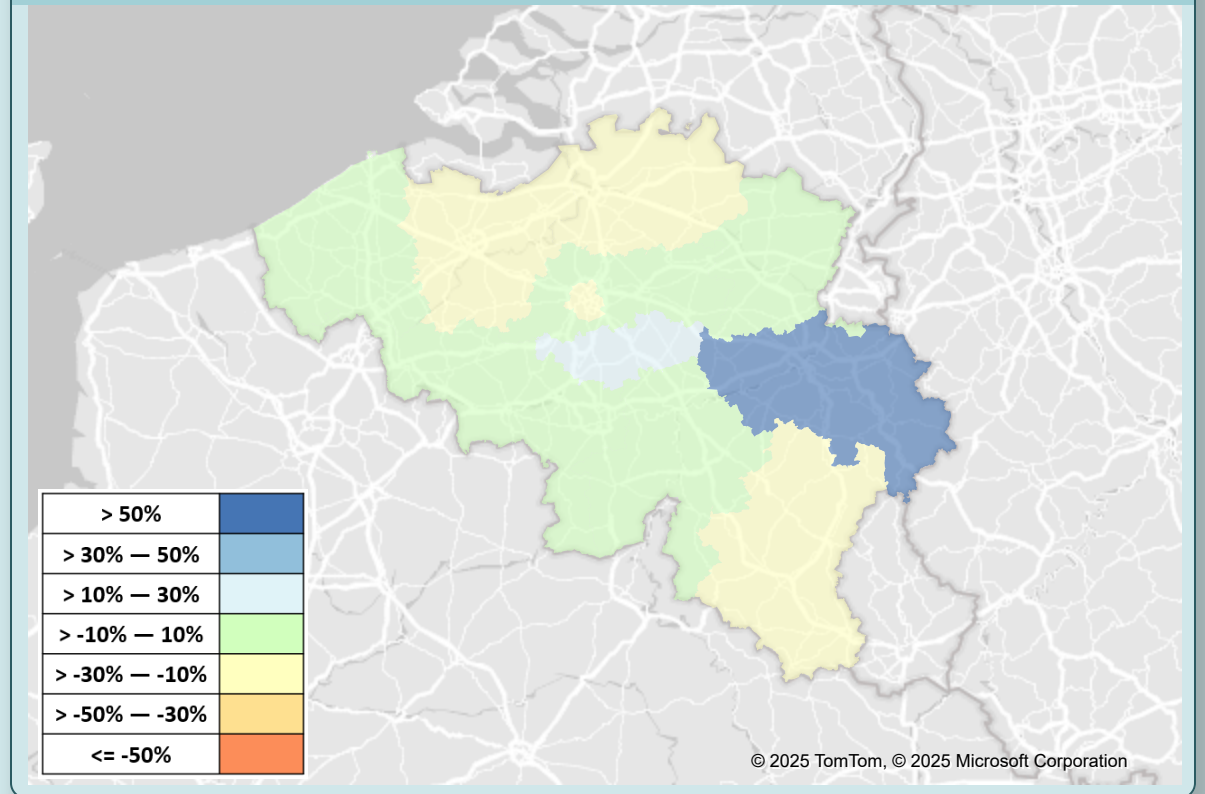 > 50%
> 30% — 50%
> 10% — 30%
> -10% — 10%
> -30% — -10%
> -50% — -30%
<= -50%
© 2025 TomTom, © 2025 Microsoft Corporation